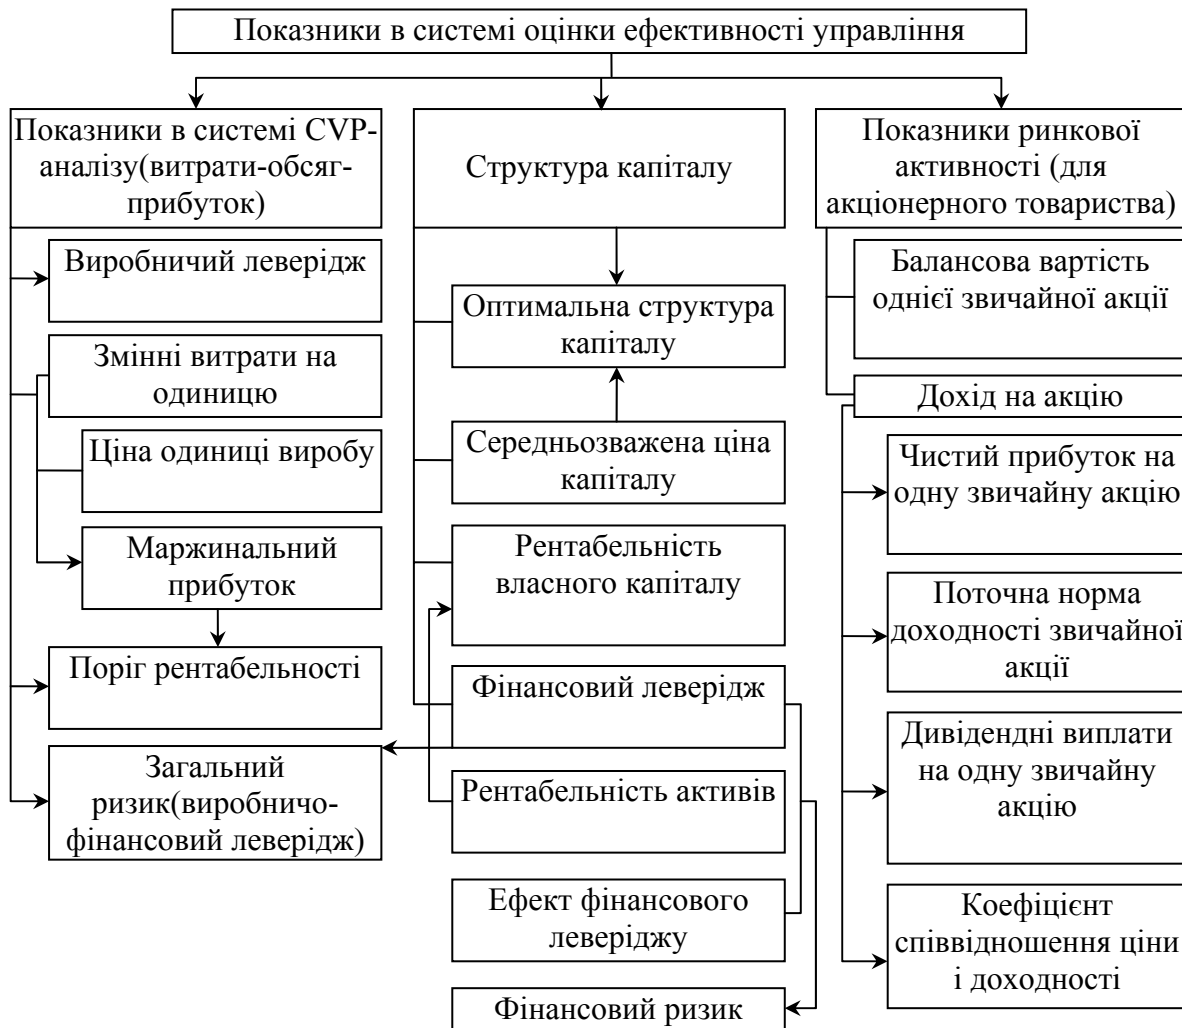 Показники в системі оцінки ефективності управління
Показники в системі CVP-
аналізу(витрати-обсяг-
прибуток)
Виробничий леверідж
Змінні витрати на
одиницю
Ціна одиниці виробу
Маржинальний
прибуток
Поріг рентабельності
Загальний
ризик(виробничо-
фінансовий леверідж)
Структура капіталу
Оптимальна структура
капіталу
Середньозважена ціна
капіталу
Рентабельність
власного капіталу
Фінансовий леверідж
Рентабельність активів
Ефект фінансового
леверіджу
Фінансовий ризик
Показники ринкової
активності (для
акціонерного товариства)
Балансова вартість
однієї звичайної акції
Дохід на акцію
Чистий прибуток на
одну звичайну акцію
Поточна норма
доходності звичайної
акції
Дивідендні виплати
на одну звичайну
акцію
Коефіцієнт
співвідношення ціни
і доходності